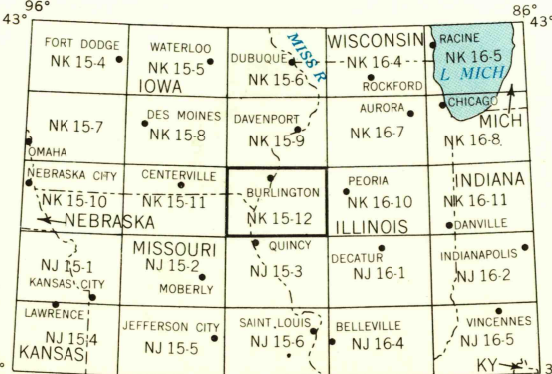 96° 86°
43° 43°
FORT DODGE
NK 15-4
WATERLOO
NK 15-5
IOWA
DUBUQUE
NK 15-6
MISS R
WISCONSIN
NK 16-4
ROCKFORD
RACINE
NK 16-5
L MICH
NK 15-7
OMAHA
DES MOINES
NK 15-8
DAVENPORT
NK 15-9
AURORA
NK 16-7
CHICAGO
MICH
NK 16-8
NEBRASKA CITY
NK 15-10
NEBRASKA
CENTERVILLE
NK 15-11
BURLINGTON
NK 15-12
PEORIA
NK 16-10
ILLINOIS
INDIANA
NK 16-11
DANVILLE
NJ 15-1
KANSAS CITY
MISSOURI
NJ 15-2
MOBERLY
QUINCY
NJ 15-3
DECATUR
NJ 16-1
INDIANAPOLIS
NJ 16-2
LAWRENCE
NJ 15-4
KANSAS
JEFFERSON CITY
NJ 15-5
SAINT LOUIS
NJ 15-6
BELLEVILLE
NJ 16-4
VINCENNES
NJ 16-5
KY